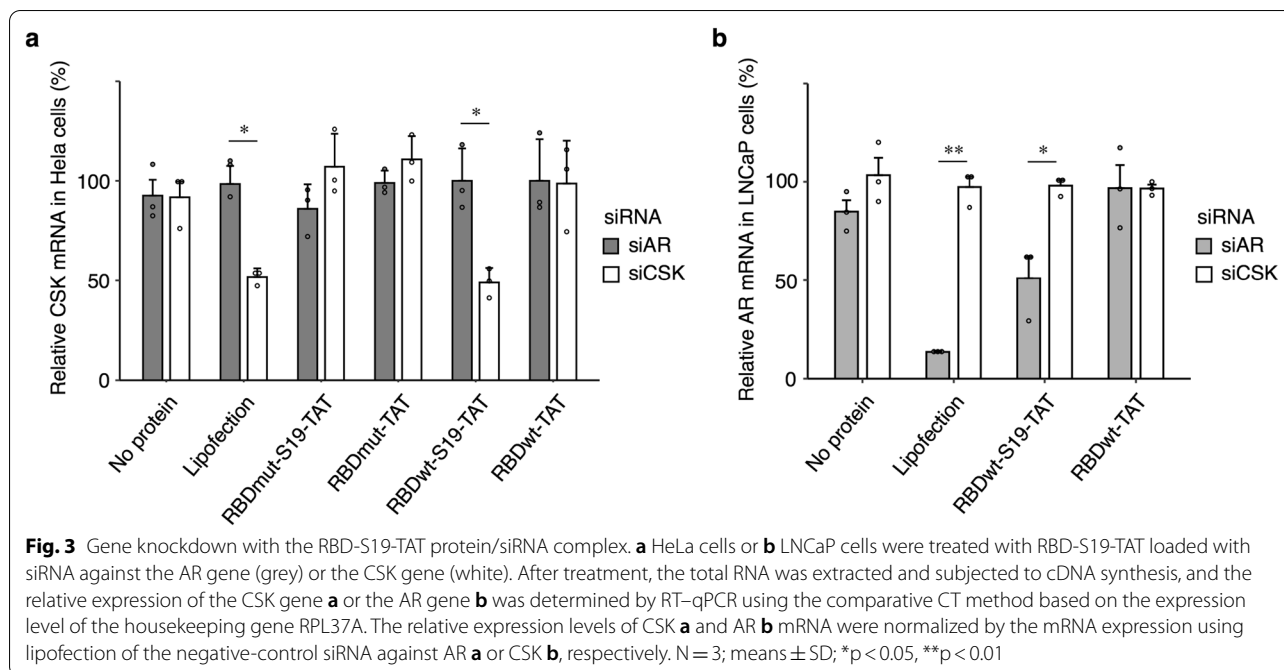 a
Relative CSK mRNA in Hela cells (%)
100
50
0
*
*
siRNA
siAR
siCSK
No protein
Lipofection
RBDmut-S19-TAT
RBDmut-TAT
RBDwt-S19-TAT
RBDwt-TAT
b
Relative AR mRNA in LNCaP cells (%)
100
50
0
**
*
siRNA
siAR
siCSK
No protein
Lipofection
RBDwt-S19-TAT
RBDwt-TAT
Fig. 3 Gene knockdown with the RBD-S19-TAT protein/siRNA complex. a HeLa cells or b LNCaP cells were treated with RBD-S19-TAT loaded with
siRNA against the AR gene (grey) or the CSK gene (white). After treatment, the total RNA was extracted and subjected to cDNA synthesis, and the
relative expression of the CSK gene a or the AR gene b was determined by RT–qPCR using the comparative CT method based on the expression
level of the housekeeping gene RPL37A. The relative expression levels of CSK a and AR b mRNA were normalized by the mRNA expression using
lipofection of the negative-control siRNA against AR a or CSK b, respectively. N = 3; means ± SD; *p < 0.05, **p < 0.01